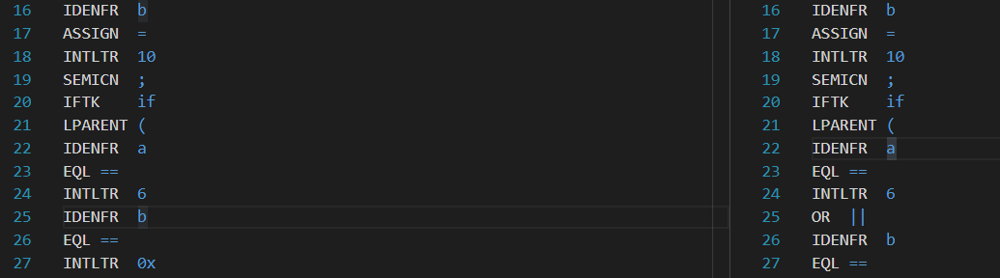 16 IDENFR b
17 ASSIGN =
18 INTLTR 10
19 SEMICN ;
20 IFTK if
21 LPARENT (
22 IDENFR a
23 EQL ==
24 INTLTR 6
25 IDENFR b
26 EQL ==
27 INTLTR 0x
16 IDENFR b
17 ASSIGN =
18 INTLTR 10
19 SEMICN ;
20 IFTK if
21 LPARENT (
22 IDENFR a
23 EQL ==
24 INTLTR 6
25 OR ||
26 IDENFR b
27 EQL ==